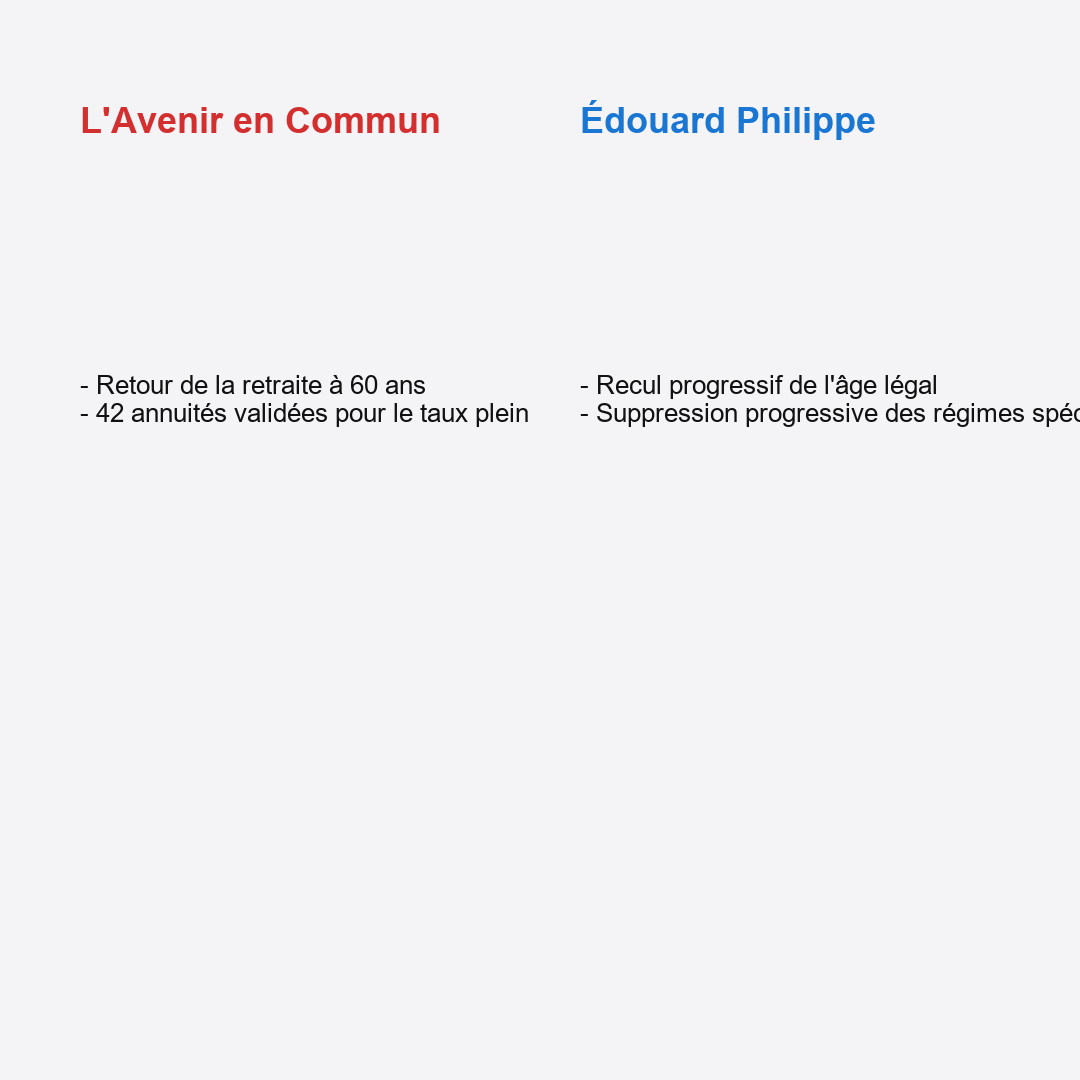 L'Avenir en Commun
Édouard Philippe
- Retour de la retraite à 60 ans
- 42 annuités validées pour le taux plein
- Recul progressif de l'âge légal
- Suppression progressive des régimes